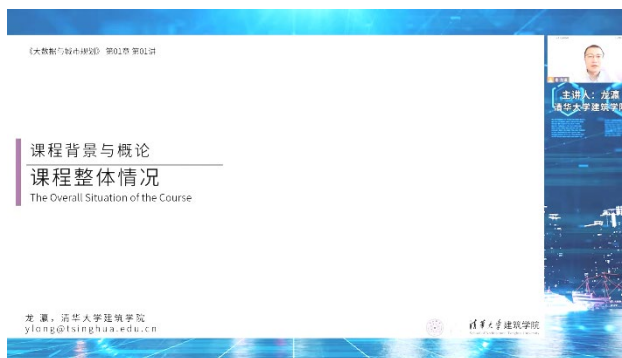 《大数据与城市规划》 第01章 第01讲
主讲人：龙瀛
清华大学建筑学院
课程背景与概论
课程整体情况
The Overall Situation of the Course
龙 瀛，清华大学建筑学院
ylong@tsinghua.edu.cn
清华大学建筑学院